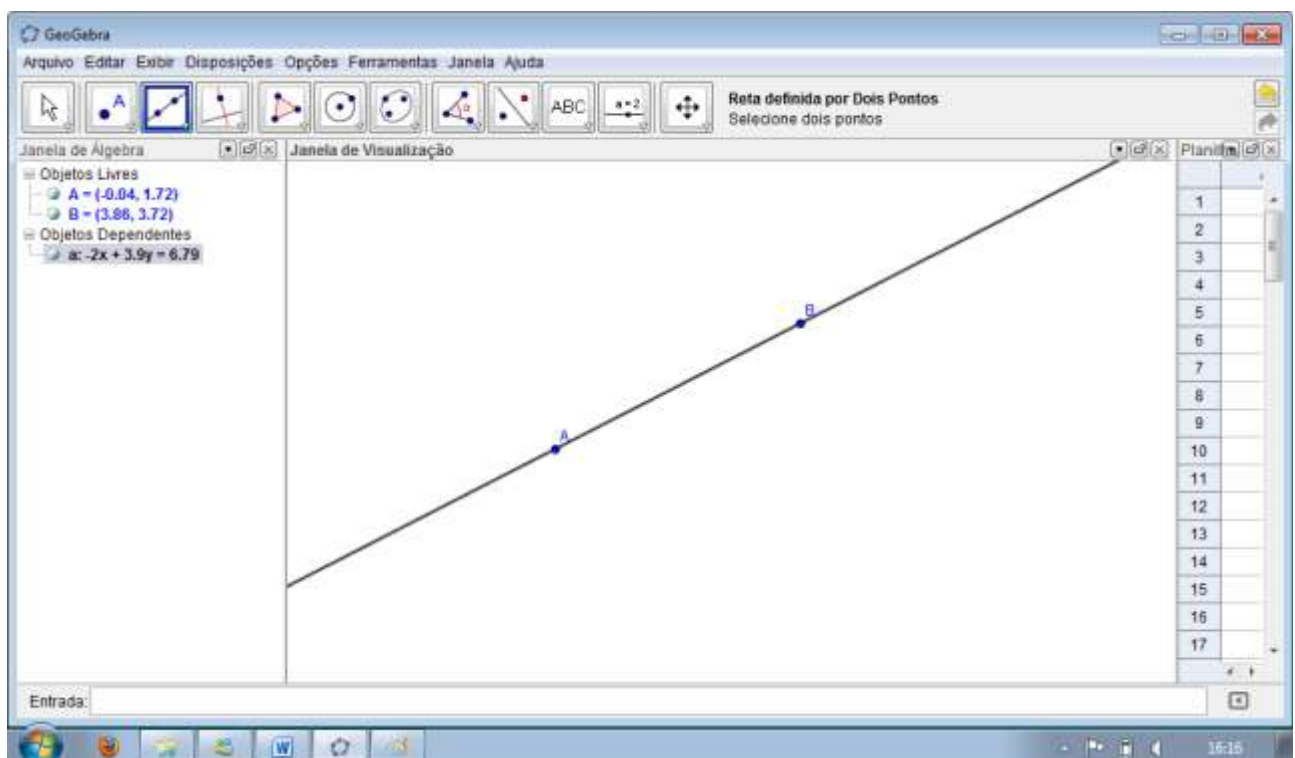 GeoGebra
Arquivo Editar Exibir Disposições Opções Ferramentas Janela Ajuda
A
ABC
a=2
Reta definida por Dois Pontos
Selecione dois pontos
Janela de Álgebra
Janela de Visualização
Objetos Livres
A = (-0.04, 1.72)
B = (3.86, 3.72)
Objetos Dependentes
a: -2x + 3.9y = 6.79
B
A
1
2
3
4
5
6
7
8
9
10
11
12
13
14
15
16
17
Entrada:
W
16:16